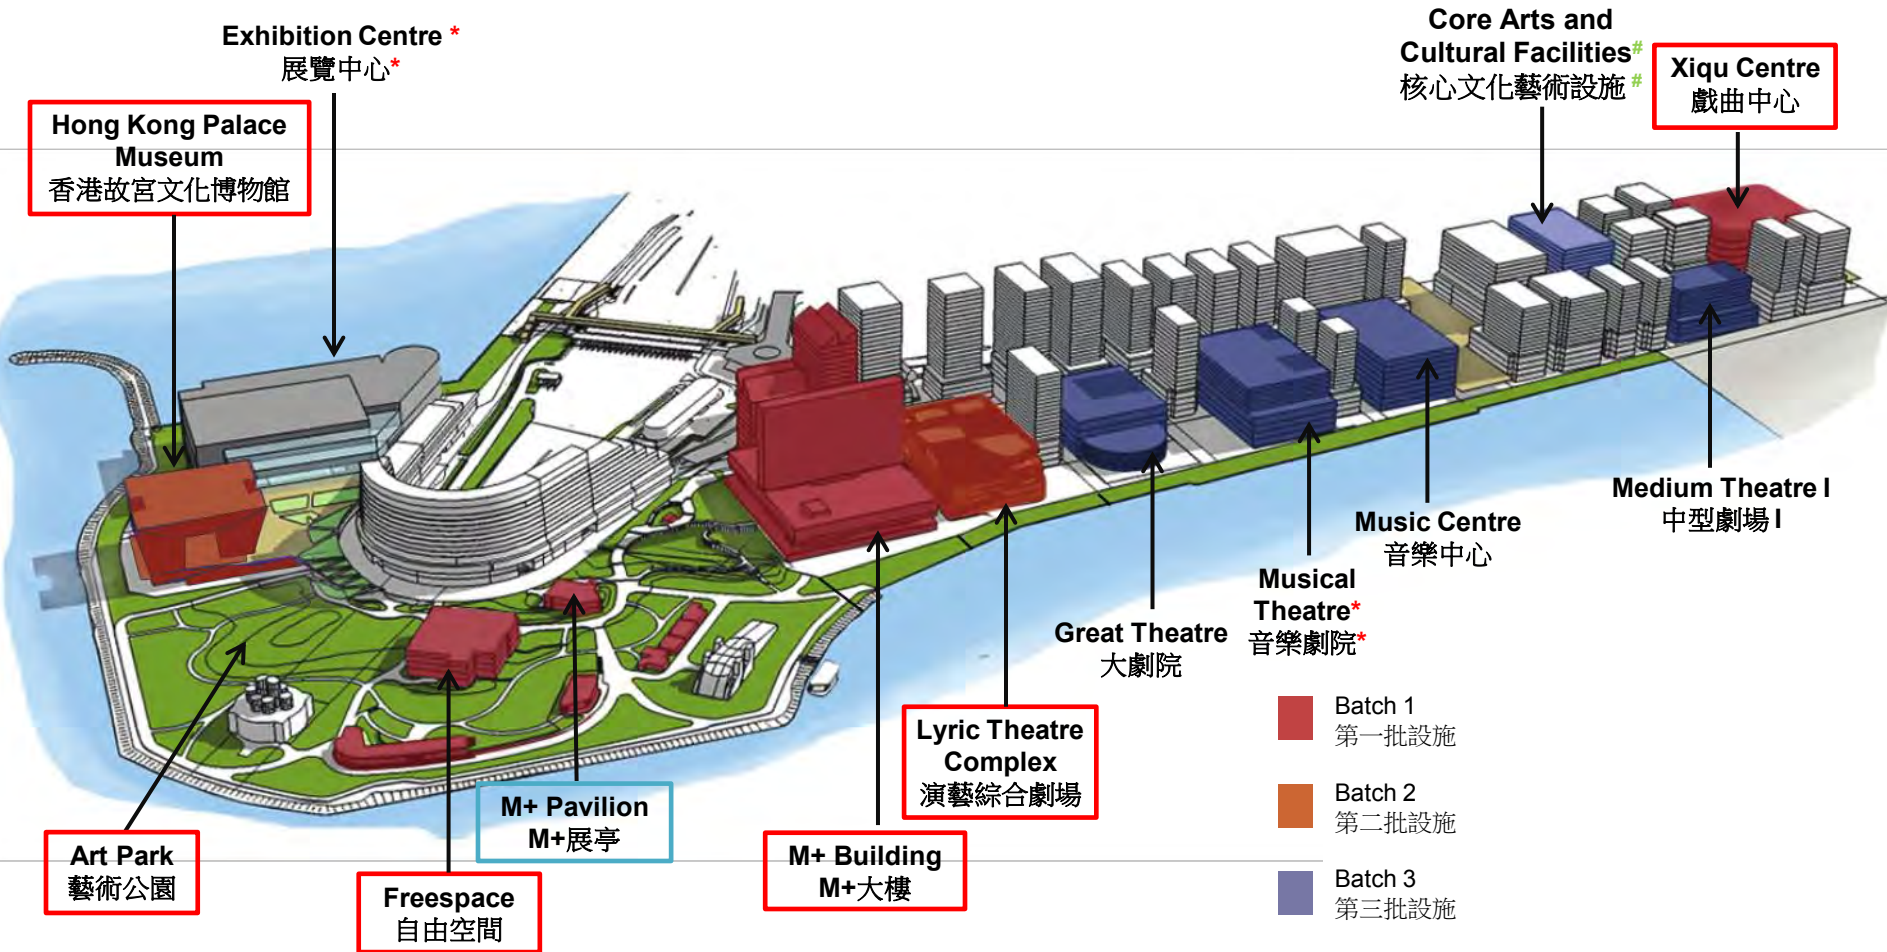 Exhibition Centre *
展覽中心*
Core Arts and
Cultural Facilities#
核心文化藝術設施 #
Xiqu Centre
戲曲中心
Hong Kong Palace
Museum
香港故宮文化博物館
Medium Theatre I
中型劇場 I
Music Centre
音樂中心
Musical
Theatre*
音樂劇院*
Great Theatre
大劇院
Lyric Theatre
Complex
演藝綜合劇場
M+ Pavilion
M+展亭
M+ Building
M+大樓
Art Park
藝術公園
Freespace
自由空間
Batch 1
第一批設施
Batch 2
第二批設施
Batch 3
第三批設施